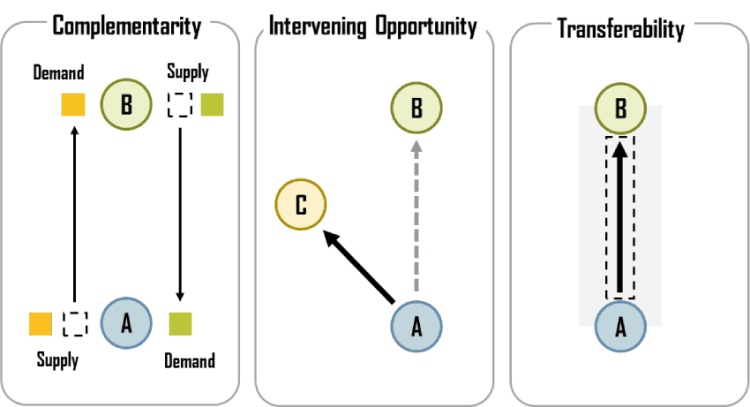 Complementarity
Demand
Supply
B
A
Supply
Demand
Intervening Opportunity
B
C
A
Transferability
B
A